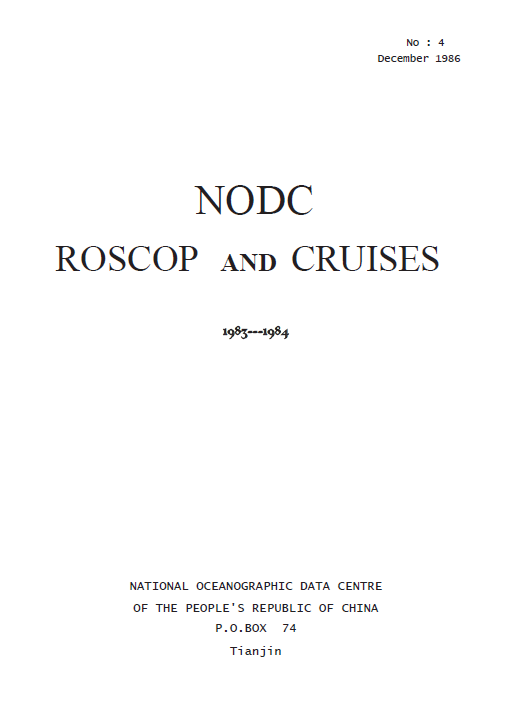 No : 4
December 1986
NODC
ROSCOP AND CRUISES
1983---1984
NATIONAL OCEANOGRAPHIC DATA CENTRE
OF THE PEOPLE'S REPUBLIC OF CHINA
P.O.BOX 74
Tianjin